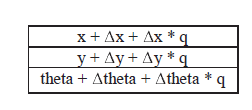 x + Δx + Δx * q
y + Δy + Δy * q
theta + Δtheta + Δtheta * q